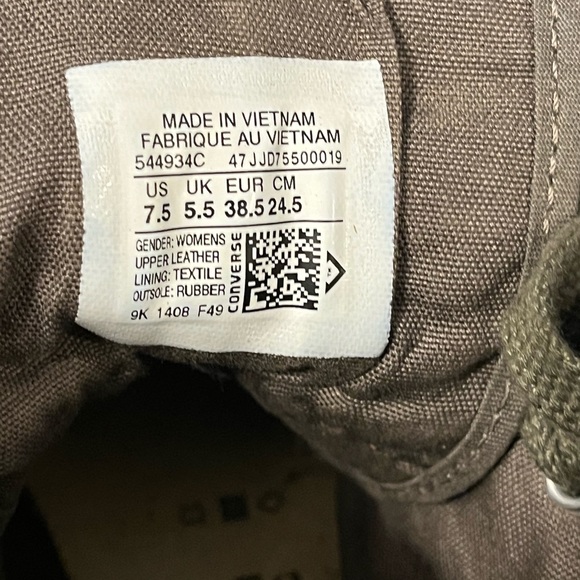 MADE IN VIETNAM
FABRIQUE AU VIETNAM
544934C 47JJD75500019
US UK EUR CM
7.5 5.5 38.5 24.5
GENDER: WOMENS
UPPER LEATHER
LINING: TEXTILE
OUTSOLE: RUBBER
CONVERSE
9K 1408 F49